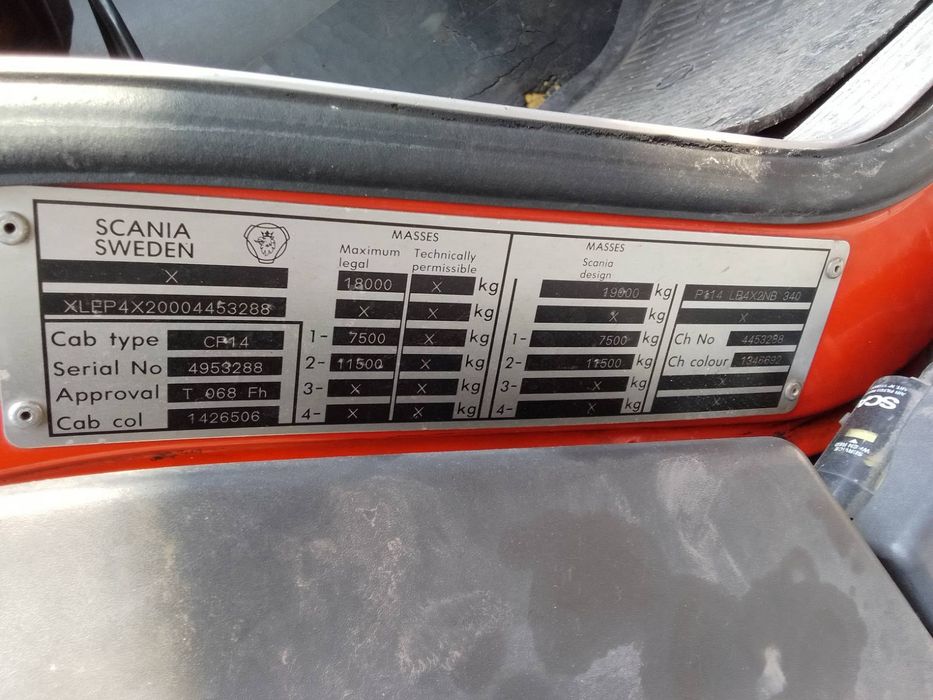 SCANIA
SWEDEN
X
XLEP4X20004453288
Cab type CP14
Serial No 4953288
Approval T 068 Fh
Cab col 1426506
MASSES
Maximum legal Technically permissible
18000 X kg
X X kg
1- 7500 X kg
2- 11500 X kg
3- X X kg
4- X X kg
MASSES
Scania design
19000 kg
X kg
1- 7500 kg
2- 11500 kg
3- X kg
4- X kg
P114 LB4X2NB 340
X
Ch No 4453288
Ch colour 1346692
X
X